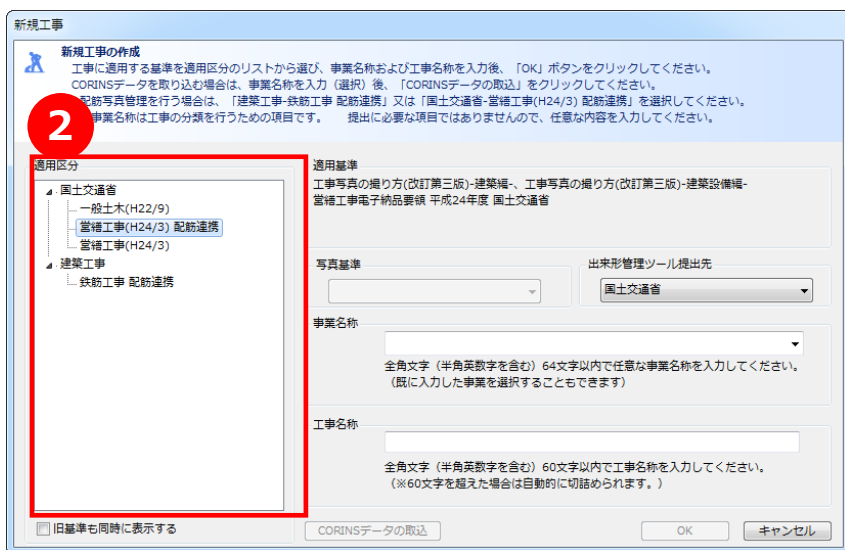 新規工事
新規工事の作成
工事に適用する基準を適用区分のリストから選び、事業名称および工事名称を入力後、「OK」ボタンをクリックしてください。
CORINSデータを取り込む場合は、事業名称を入力（選択）後、「CORINSデータの取込」をクリックしてください。
配筋写真管理を行う場合は、「建築工事-鉄筋工事 配筋連携」又は「国土交通省-営繕工事(H24/3) 配筋連携」を選択してください。
事業名称は工事の分類を行うための項目です。 提出に必要な項目ではありませんので、任意な内容を入力してください。
2
適用区分
国土交通省
一般土木(H22/9)
営繕工事(H24/3) 配筋連携
営繕工事(H24/3)
建築工事
鉄筋工事 配筋連携
旧基準も同時に表示する
適用基準
工事写真の撮り方(改訂第三版)-建築編-、工事写真の撮り方(改訂第三版)-建築設備編-
営繕工事電子納品要領 平成24年度 国土交通省
写真基準
出来形管理ツール提出先
国土交通省
事業名称
全角文字（半角英数字を含む）64文字以内で任意な事業名称を入力してください。
（既に入力した事業を選択することもできます）
工事名称
全角文字（半角英数字を含む）60文字以内で工事名称を入力してください。
（※60文字を超えた場合は自動的に切詰められます。）
CORINSデータの取込
OK
キャンセル